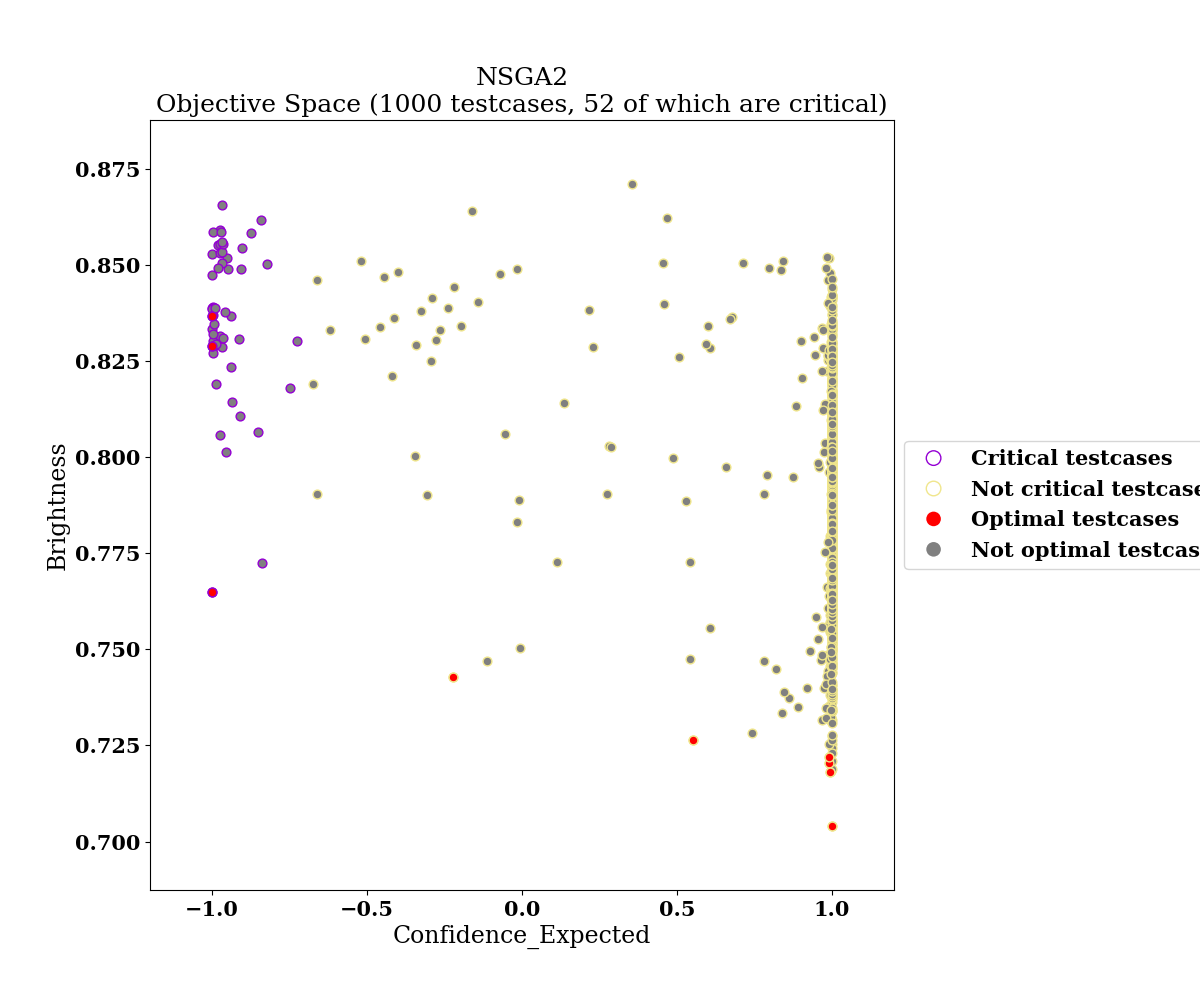 NSGA2
Objective Space (1000 testcases, 52 of which are critical)
0.875
0.850
0.825
0.800
0.775
0.750
0.725
0.700
Brightness
−1.0 −0.5 0.0 0.5 1.0
Confidence_Expected
Critical testcases
Not critical testcase
Optimal testcases
Not optimal testcas